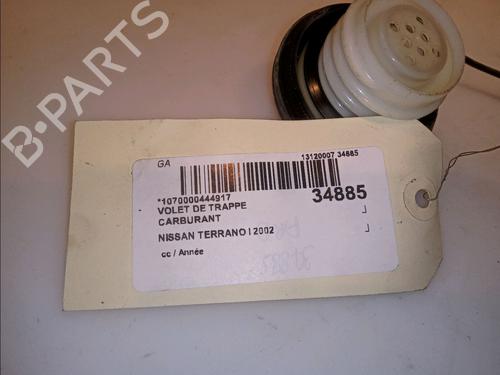 B-PARTS
GA
13120007 34885
*1070000444917
34885
VOLET DE TRAPPE
CARBURANT
NISSAN TERRANO I 2002
cc / Année